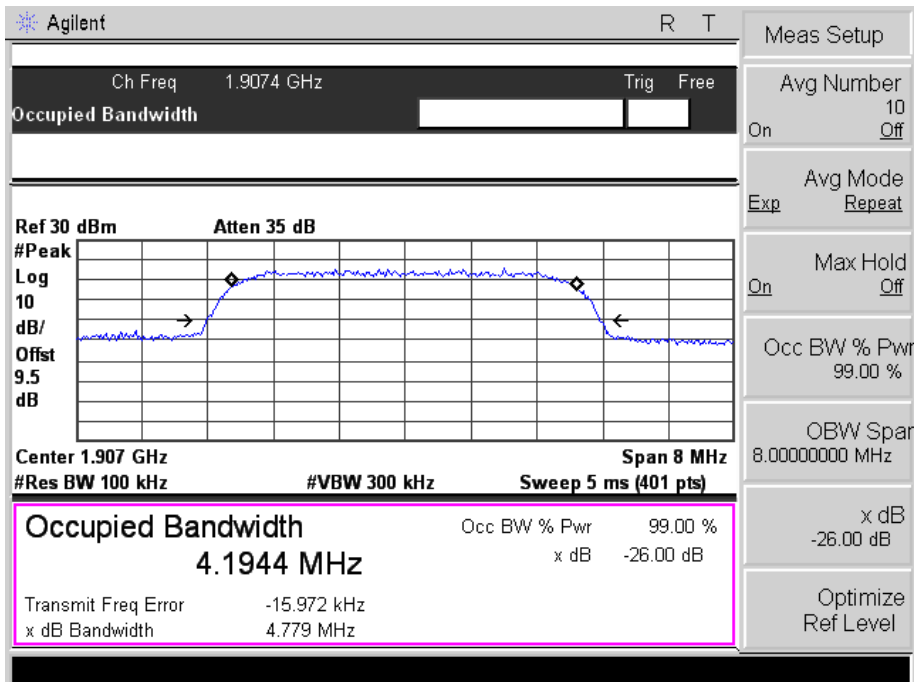 Agilent R T
Ch Freq 1.9074 GHz Trig Free
Occupied Bandwidth
Ref 30 dBm Atten 35 dB
#Peak
Log
10
dB/
Offst
9.5
dB
Center 1.907 GHz Span 8 MHz
#Res BW 100 kHz #VBW 300 kHz Sweep 5 ms (401 pts)
Occupied Bandwidth Occ BW % Pwr 99.00 %
4.1944 MHz x dB -26.00 dB
Transmit Freq Error -15.972 kHz
x dB Bandwidth 4.779 MHz
Meas Setup
Avg Number
10
On Off
Avg Mode
Exp Repeat
Max Hold
On Off
Occ BW % Pwr
99.00 %
OBW Span
8.00000000 MHz
x dB
-26.00 dB
Optimize
Ref Level